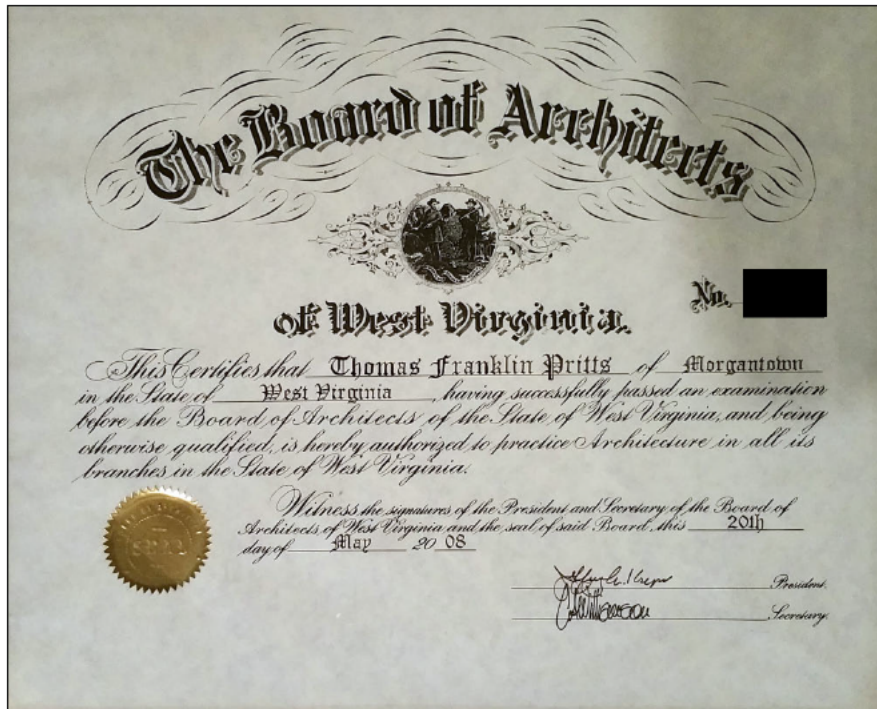 The Board of Architects
of West Virginia.
No.
This Certifies that Thomas Franklin Pritts of Morgantown
in the State of West Virginia, having successfully passed an examination
before the Board of Architects of the State of West Virginia, and being
otherwise qualified, is hereby authorized to practice Architecture in all its
branches in the State of West Virginia.
Witness the signatures of the President and Secretary of the Board of
Architects of West Virginia and the seal of said Board, this 20th
day of May 20 08
President.
Secretary.